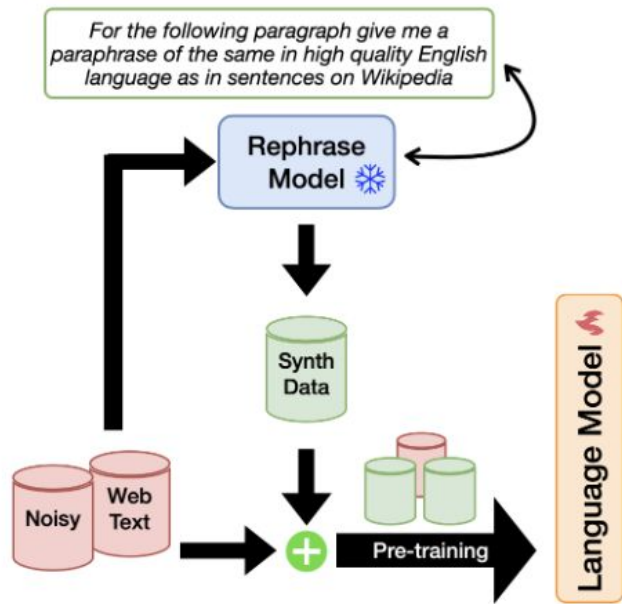 For the following paragraph give me a
paraphrase of the same in high quality English
language as in sentences on Wikipedia
Rephrase
Model
Synth
Data
Noisy
Web
Text
Pre-training
Language Model